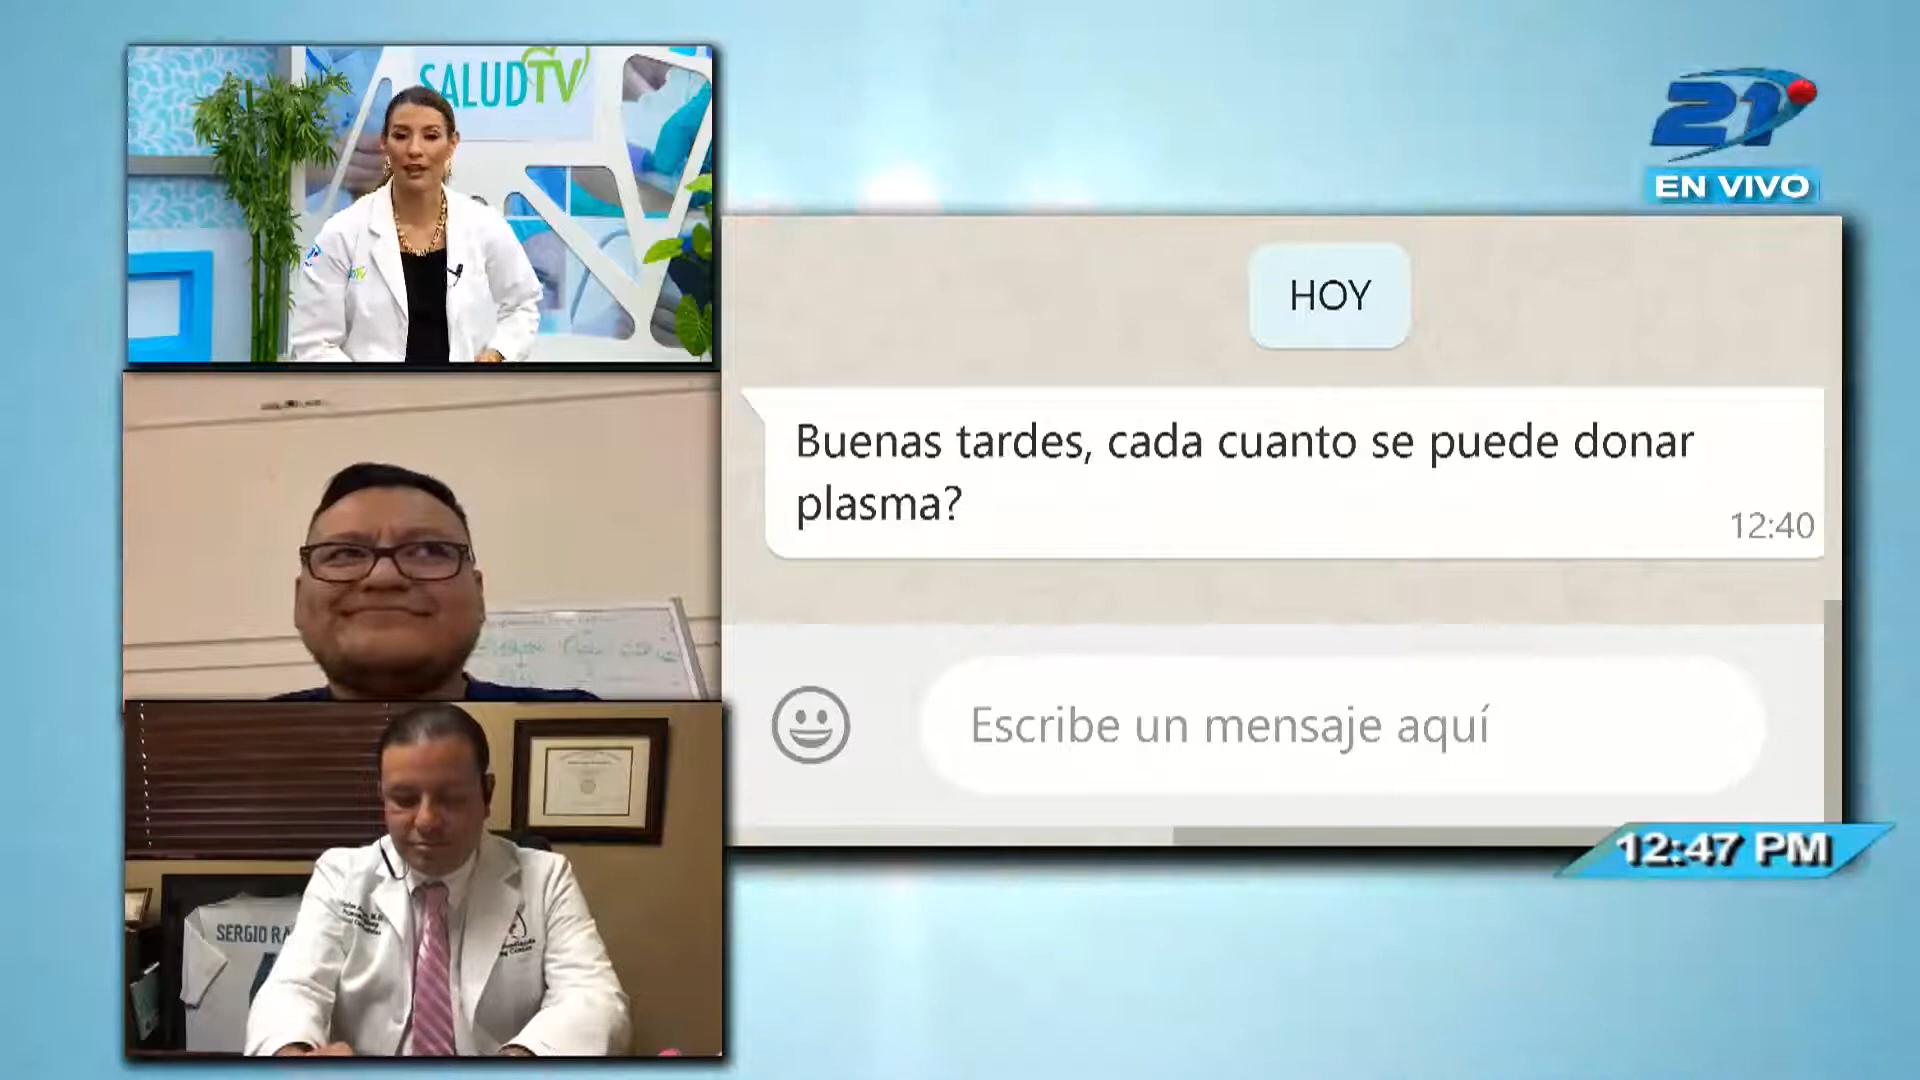 SALUDTV
21
EN VIVO
HOY
Buenas tardes, cada cuanto se puede donar
plasma?
12:40
Escribe un mensaje aquí
12:47 PM
SERGIO RA